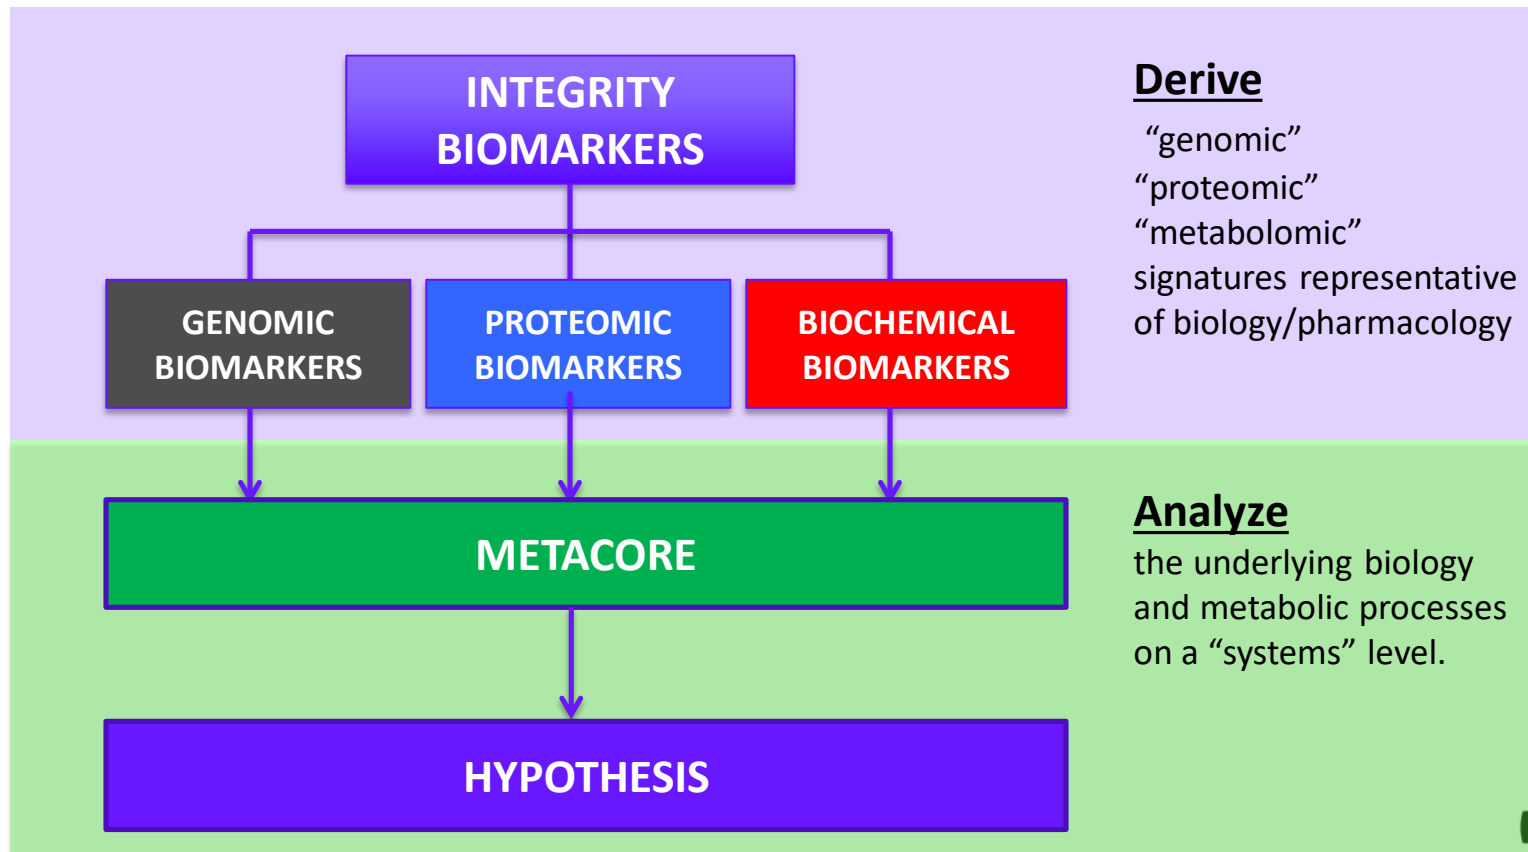 INTEGRITY
BIOMARKERS
GENOMIC
BIOMARKERS
PROTEOMIC
BIOMARKERS
BIOCHEMICAL
BIOMARKERS
METACORE
HYPOTHESIS
Derive
“genomic”
“proteomic”
“metabolomic”
signatures representative
of biology/pharmacology
Analyze
the underlying biology
and metabolic processes
on a “systems” level.